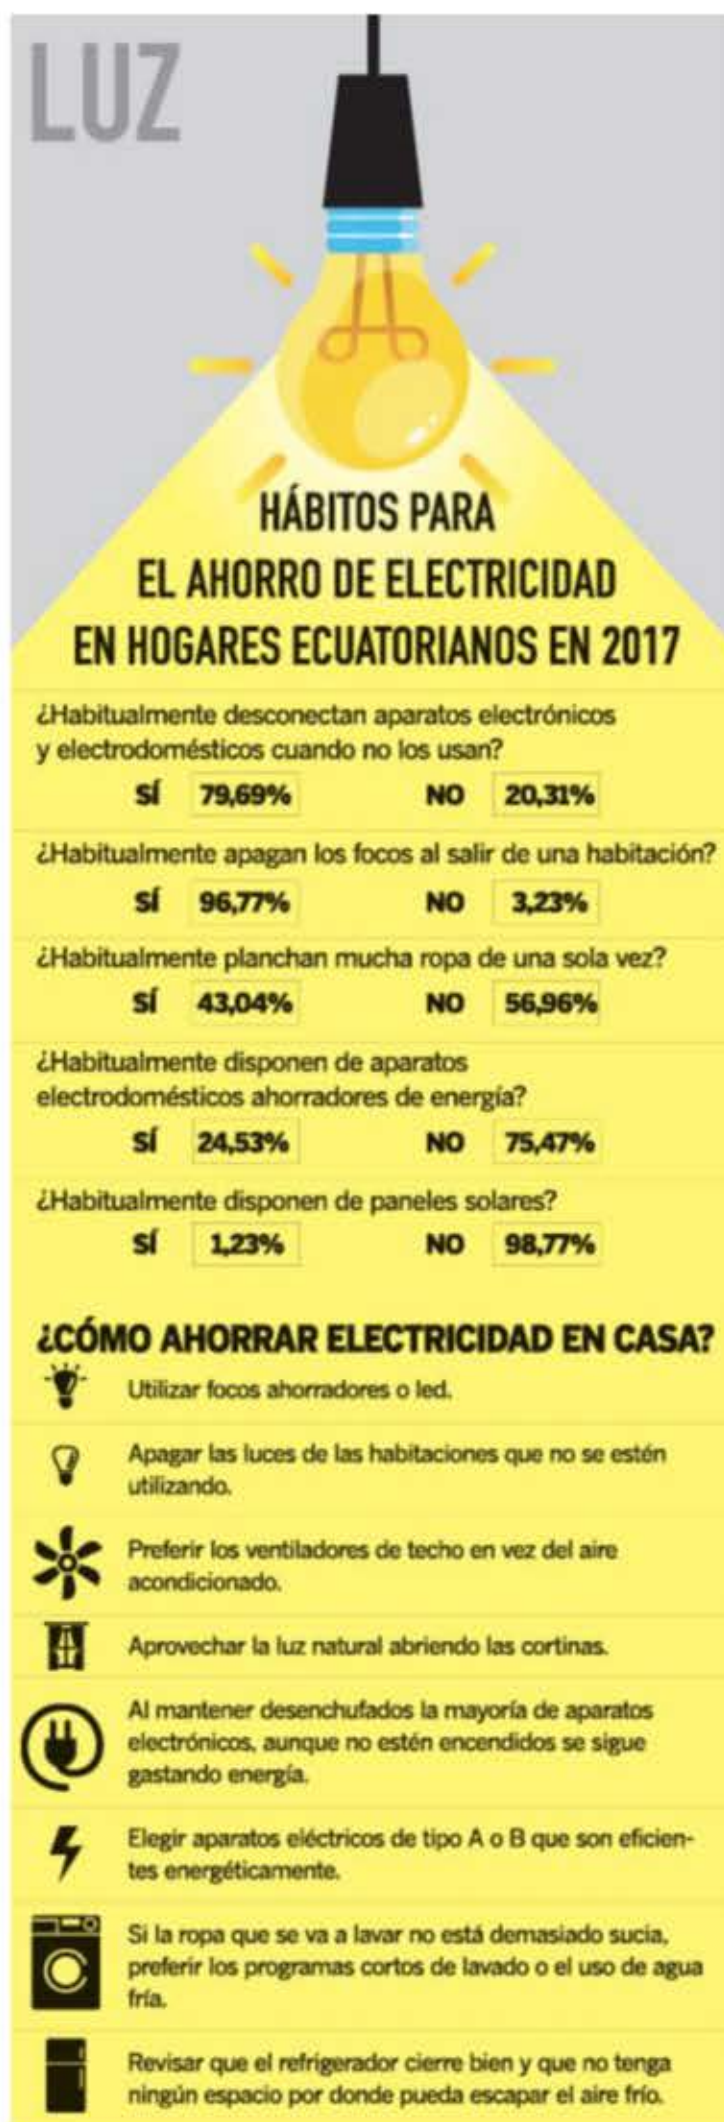 LUZ
HÁBITOS PARA
EL AHORRO DE ELECTRICIDAD
EN HOGARES ECUATORIANOS EN 2017
¿Habitualmente desconectan aparatos electrónicos
y electrodomésticos cuando no los usan?
SÍ 79,69% NO 20,31%
¿Habitualmente apagan los focos al salir de una habitación?
SÍ 96,77% NO 3,23%
¿Habitualmente planchan mucha ropa de una sola vez?
SÍ 43,04% NO 56,96%
¿Habitualmente disponen de aparatos
electrodomésticos ahorradores de energía?
SÍ 24,53% NO 75,47%
¿Habitualmente disponen de paneles solares?
SÍ 1,23% NO 98,77%
¿CÓMO AHORRAR ELECTRICIDAD EN CASA?
Utilizar focos ahorradores o led.
Apagar las luces de las habitaciones que no se estén
utilizando.
Preferir los ventiladores de techo en vez del aire
acondicionado.
Aprovechar la luz natural abriendo las cortinas.
Al mantener desenchufados la mayoría de aparatos
electrónicos, aunque no estén encendidos se sigue
gastando energía.
Elegir aparatos eléctricos de tipo A o B que son eficien-
tes energéticamente.
Si la ropa que se va a lavar no está demasiado sucia,
preferir los programas cortos de lavado o el uso de agua
fría.
Revisar que el refrigerador cierre bien y que no tenga
ningún espacio por donde pueda escapar el aire frío.